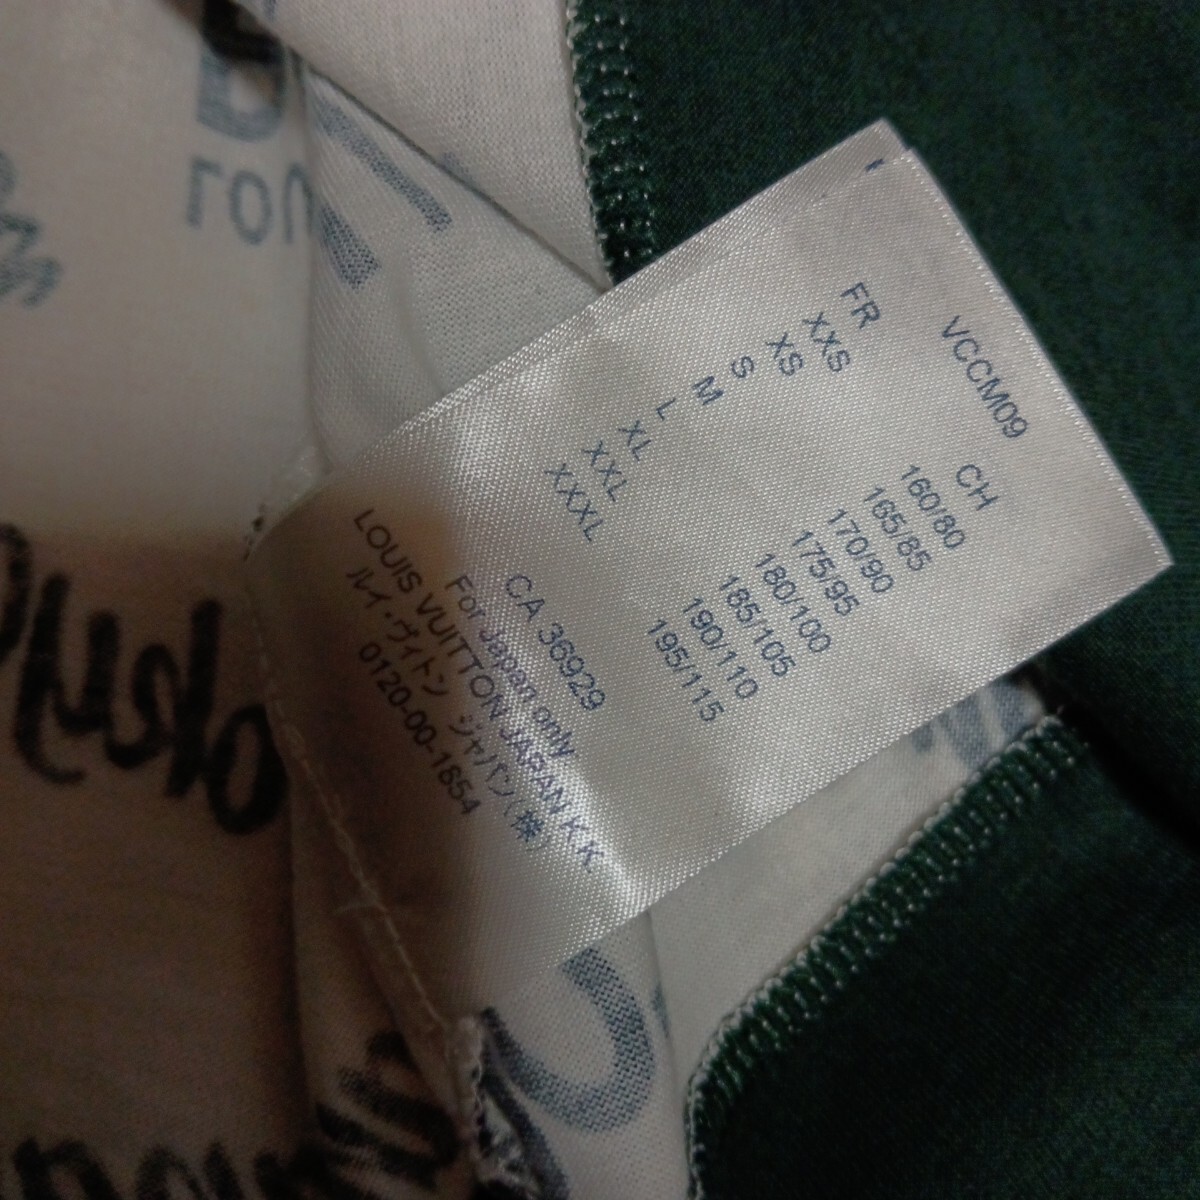 VCCM09
FR CH
XXS 160/80
XS 165/85
S 170/90
M 175/95
L 180/100
XL 185/105
XXL 190/110
XXXL 195/115
CA 36929
For Japan only
LOUIS VUITTON JAPAN K.K.
ルイ・ヴィトン ジャパン(株)
0120-00-1854